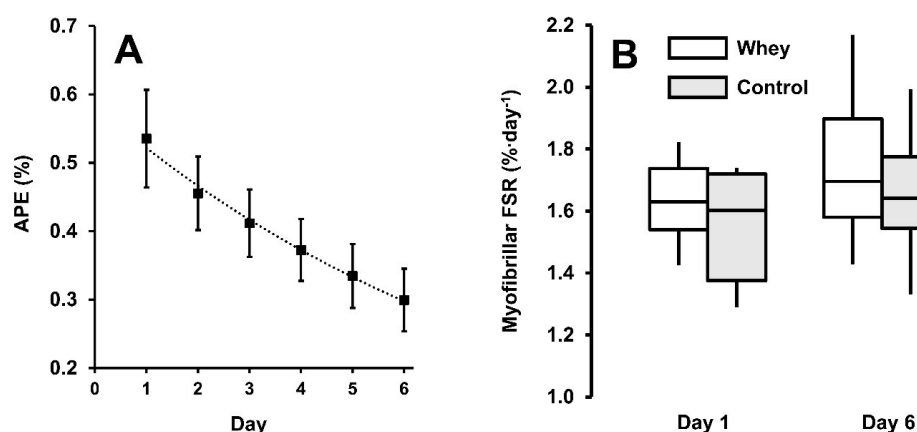 A
APE (%)
0.7
0.6
0.5
0.4
0.3
0.2
0 1 2 3 4 5 6
Day
B
Whey
Control
Myofibrillar FSR (%·day⁻¹)
2.2
2.0
1.8
1.6
1.4
1.2
1.0
Day 1 Day 6